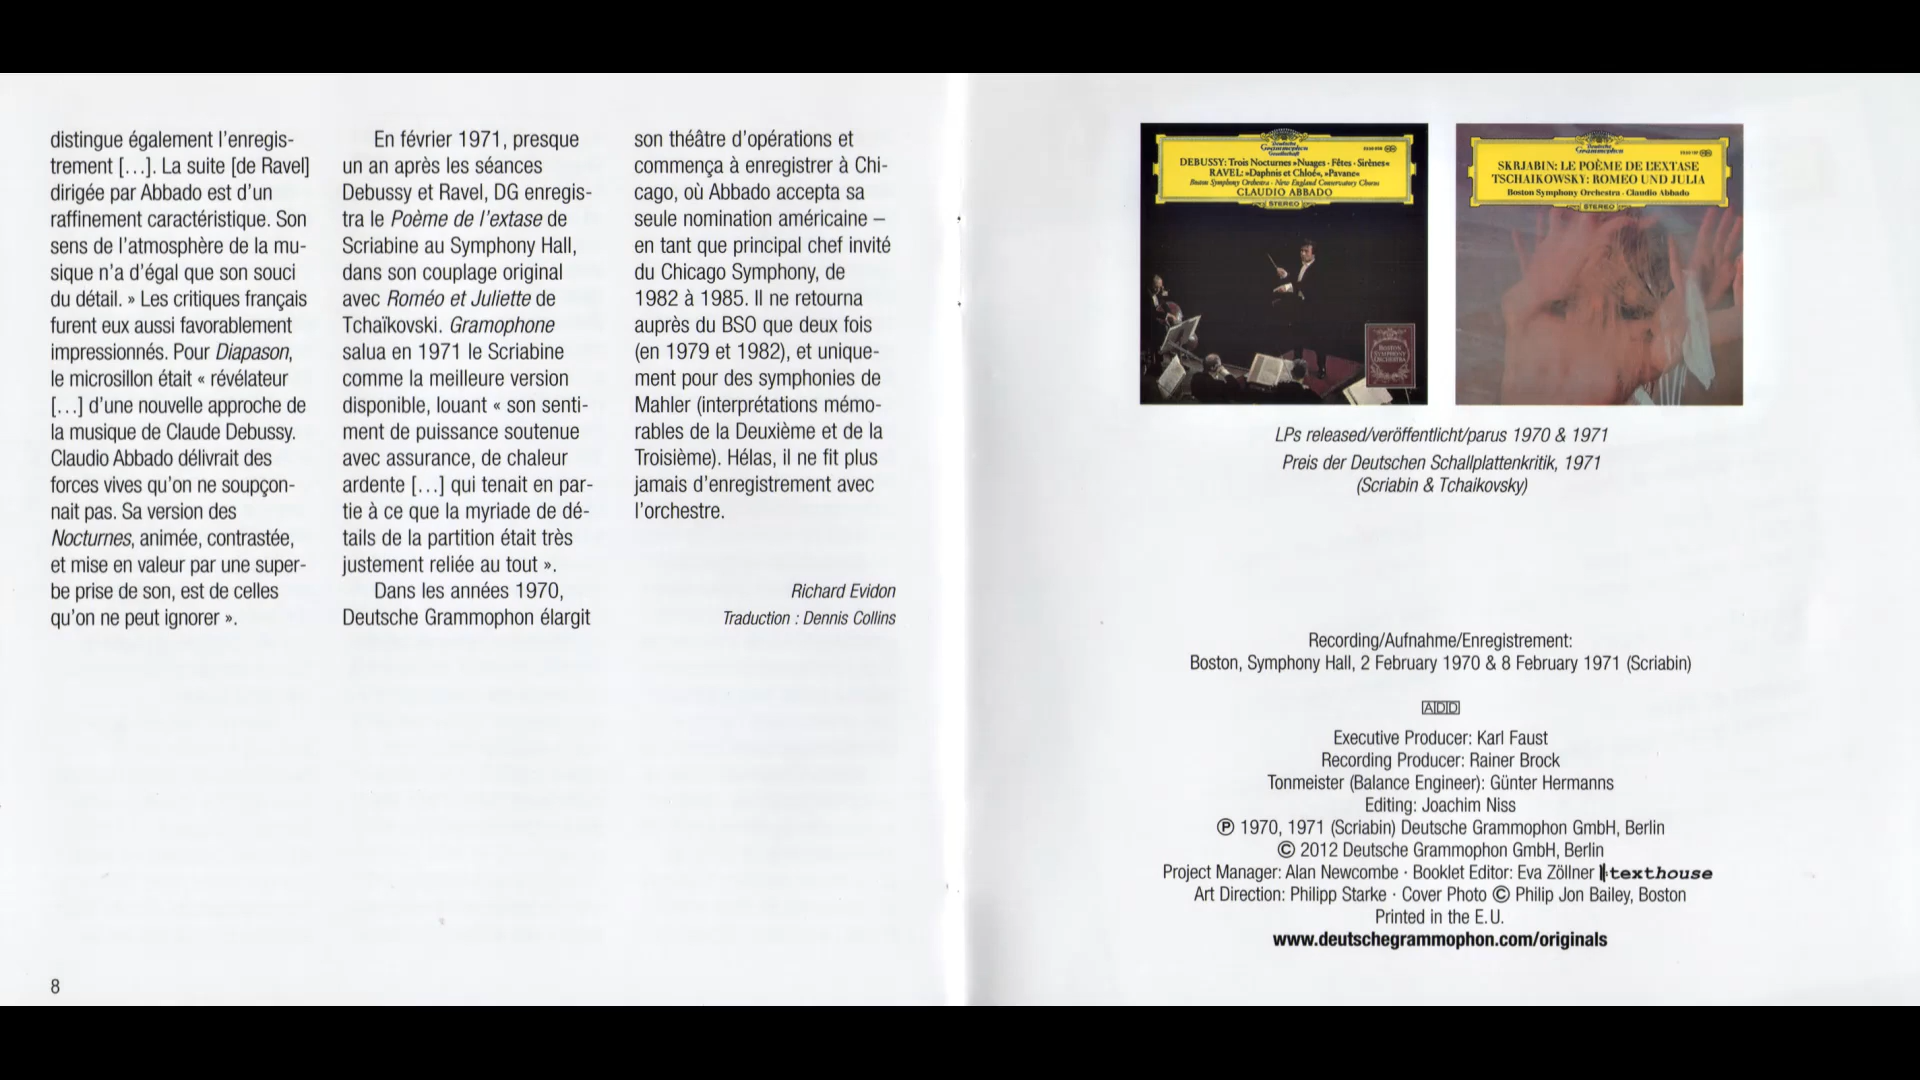 distingue également l'enregis-
trement [...]. La suite [de Ravel]
dirigée par Abbado est d'un
raffinement caractéristique. Son
sens de l'atmosphère de la mu-
sique n'a d'égal que son souci
du détail. » Les critiques français
furent eux aussi favorablement
impressionnés. Pour Diapason,
le microsillon était « révélateur
[...] d'une nouvelle approche de
la musique de Claude Debussy.
Claudio Abbado délivrait des
forces vives qu'on ne soupçon-
nait pas. Sa version des
Nocturnes, animée, contrastée,
et mise en valeur par une super-
be prise de son, est de celles
qu'on ne peut ignorer ».
En février 1971, presque
un an après les séances
Debussy et Ravel, DG enregis-
tra le Poème de l'extase de
Scriabine au Symphony Hall,
dans son couplage original
avec Roméo et Juliette de
Tchaïkovski. Gramophone
salua en 1971 le Scriabine
comme la meilleure version
disponible, louant « son senti-
ment de puissance soutenue
avec assurance, de chaleur
ardente [...] qui tenait en par-
tie à ce que la myriade de dé-
tails de la partition était très
justement reliée au tout ».
Dans les années 1970,
Deutsche Grammophon élargit
son théâtre d'opérations et
commença à enregistrer à Chi-
cago, où Abbado accepta sa
seule nomination américaine –
en tant que principal chef invité
du Chicago Symphony, de
1982 à 1985. Il ne retourna
auprès du BSO que deux fois
(en 1979 et 1982), et unique-
ment pour des symphonies de
Mahler (interprétations mémo-
rables de la Deuxième et de la
Troisième). Hélas, il ne fit plus
jamais d'enregistrement avec
l'orchestre.
Richard Evidon
Traduction : Dennis Collins
8
Deutsche
Grammophon
Gesellschaft
DEBUSSY: Trois Nocturnes »Nuages · Fêtes · Sirènes«
RAVEL: »Daphnis et Chloé«, »Pavane«
Boston Symphony Orchestra · New England Conservatory Chorus
CLAUDIO ABBADO
STEREO
BOSTON
SYMPHONY
ORCHESTRA
Deutsche
Grammophon
Gesellschaft
SKRJABIN: LE POÈME DE L'EXTASE
TSCHAIKOWSKY: ROMEO UND JULIA
Boston Symphony Orchestra · Claudio Abbado
STEREO
LPs released/veröffentlicht/parus 1970 & 1971
Preis der Deutschen Schallplattenkritik, 1971
(Scriabin & Tchaikovsky)
Recording/Aufnahme/Enregistrement:
Boston, Symphony Hall, 2 February 1970 & 8 February 1971 (Scriabin)
ADD
Executive Producer: Karl Faust
Recording Producer: Rainer Brock
Tonmeister (Balance Engineer): Günter Hermanns
Editing: Joachim Niss
℗ 1970, 1971 (Scriabin) Deutsche Grammophon GmbH, Berlin
© 2012 Deutsche Grammophon GmbH, Berlin
Project Manager: Alan Newcombe · Booklet Editor: Eva Zöllner texthouse
Art Direction: Philipp Starke · Cover Photo © Philip Jon Bailey, Boston
Printed in the E.U.
www.deutschegrammophon.com/originals